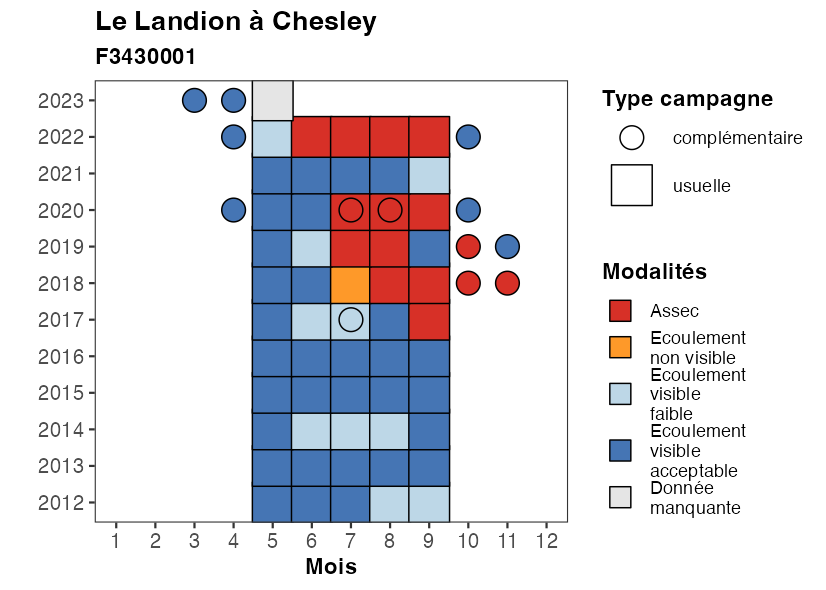 Le Landion à Chesley
F3430001
2023
2022
2021
2020
2019
2018
2017
2016
2015
2014
2013
2012
1 2 3 4 5 6 7 8 9 10 11 12
Mois
Type campagne
complémentaire
usuelle
Modalités
Assec
Ecoulement
non visible
Ecoulement
visible
faible
Ecoulement
visible
acceptable
Donnée
manquante